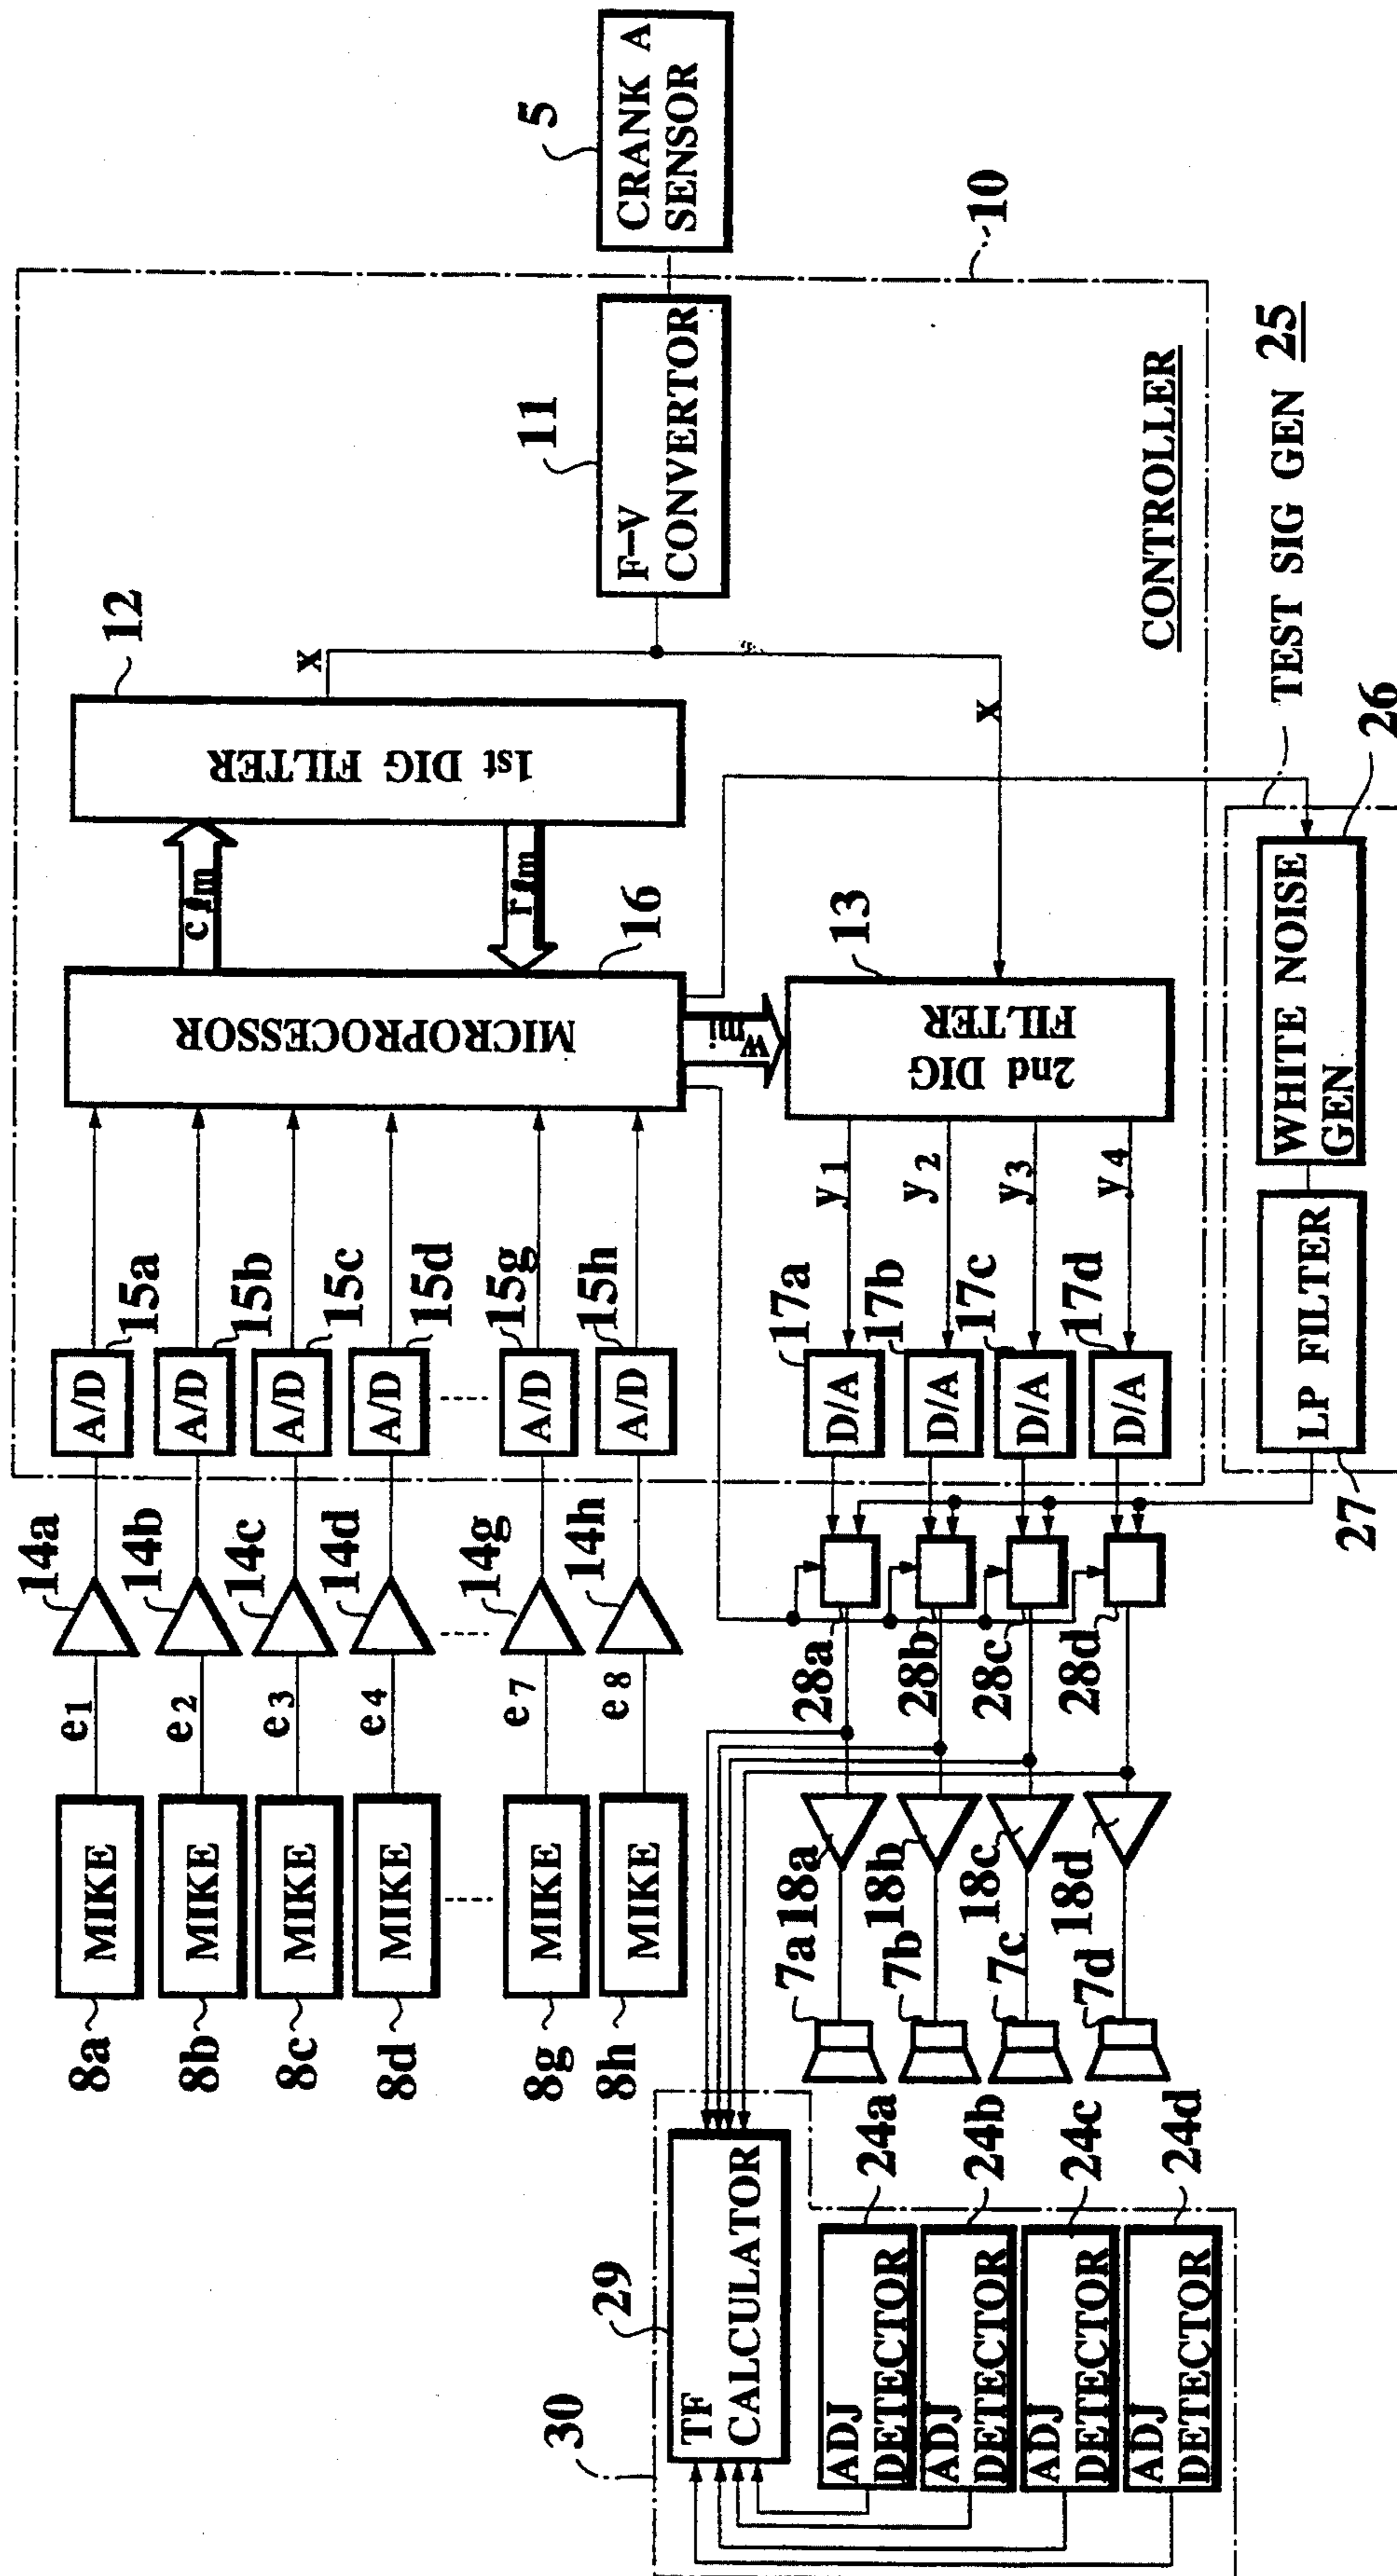 8a
MIKE
e1
14a
A/D
15a
8b
MIKE
e2
14b
A/D
15b
8c
MIKE
e3
14c
A/D
15c
8d
MIKE
e4
14d
A/D
15d
8g
MIKE
e7
14g
A/D
15g
8h
MIKE
e8
14h
A/D
15h
MICROPROCESSOR
16
cℓm
rℓm
1st DIG FILTER
12
x
x
F-V
CONVERTOR
11
CRANK A
SENSOR
5
10
CONTROLLER
wmi
2nd DIG
FILTER
13
y1
y2
y3
y4
17a
D/A
17b
D/A
17c
D/A
17d
D/A
28a
28b
28c
28d
18a
18b
18c
18d
7a
7b
7c
7d
TEST SIG GEN 25
WHITE NOISE
GEN
26
LP FILTER
27
30
29
TF
CALCULATOR
ADJ
DETECTOR
24a
ADJ
DETECTOR
24b
ADJ
DETECTOR
24c
ADJ
DETECTOR
24d